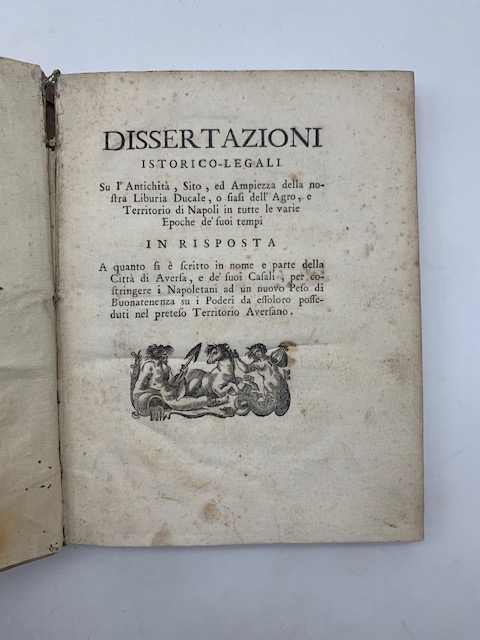 DISSERTAZIONI
ISTORICO-LEGALI
Su l'Antichità, Sito, ed Ampiezza della no-
stra Liburia Ducale, o siasi dell'Agro, e
Territorio di Napoli in tutte le varie
Epoche de' suoi tempi
IN RISPOSTA
A quanto si è scritto in nome e parte della
Città di Aversa, e de' suoi Casali, per co-
stringere i Napoletani ad un nuovo Peso di
Buonatenenza su i Poderi da essoloro posse-
duti nel preteso Territorio Aversano.